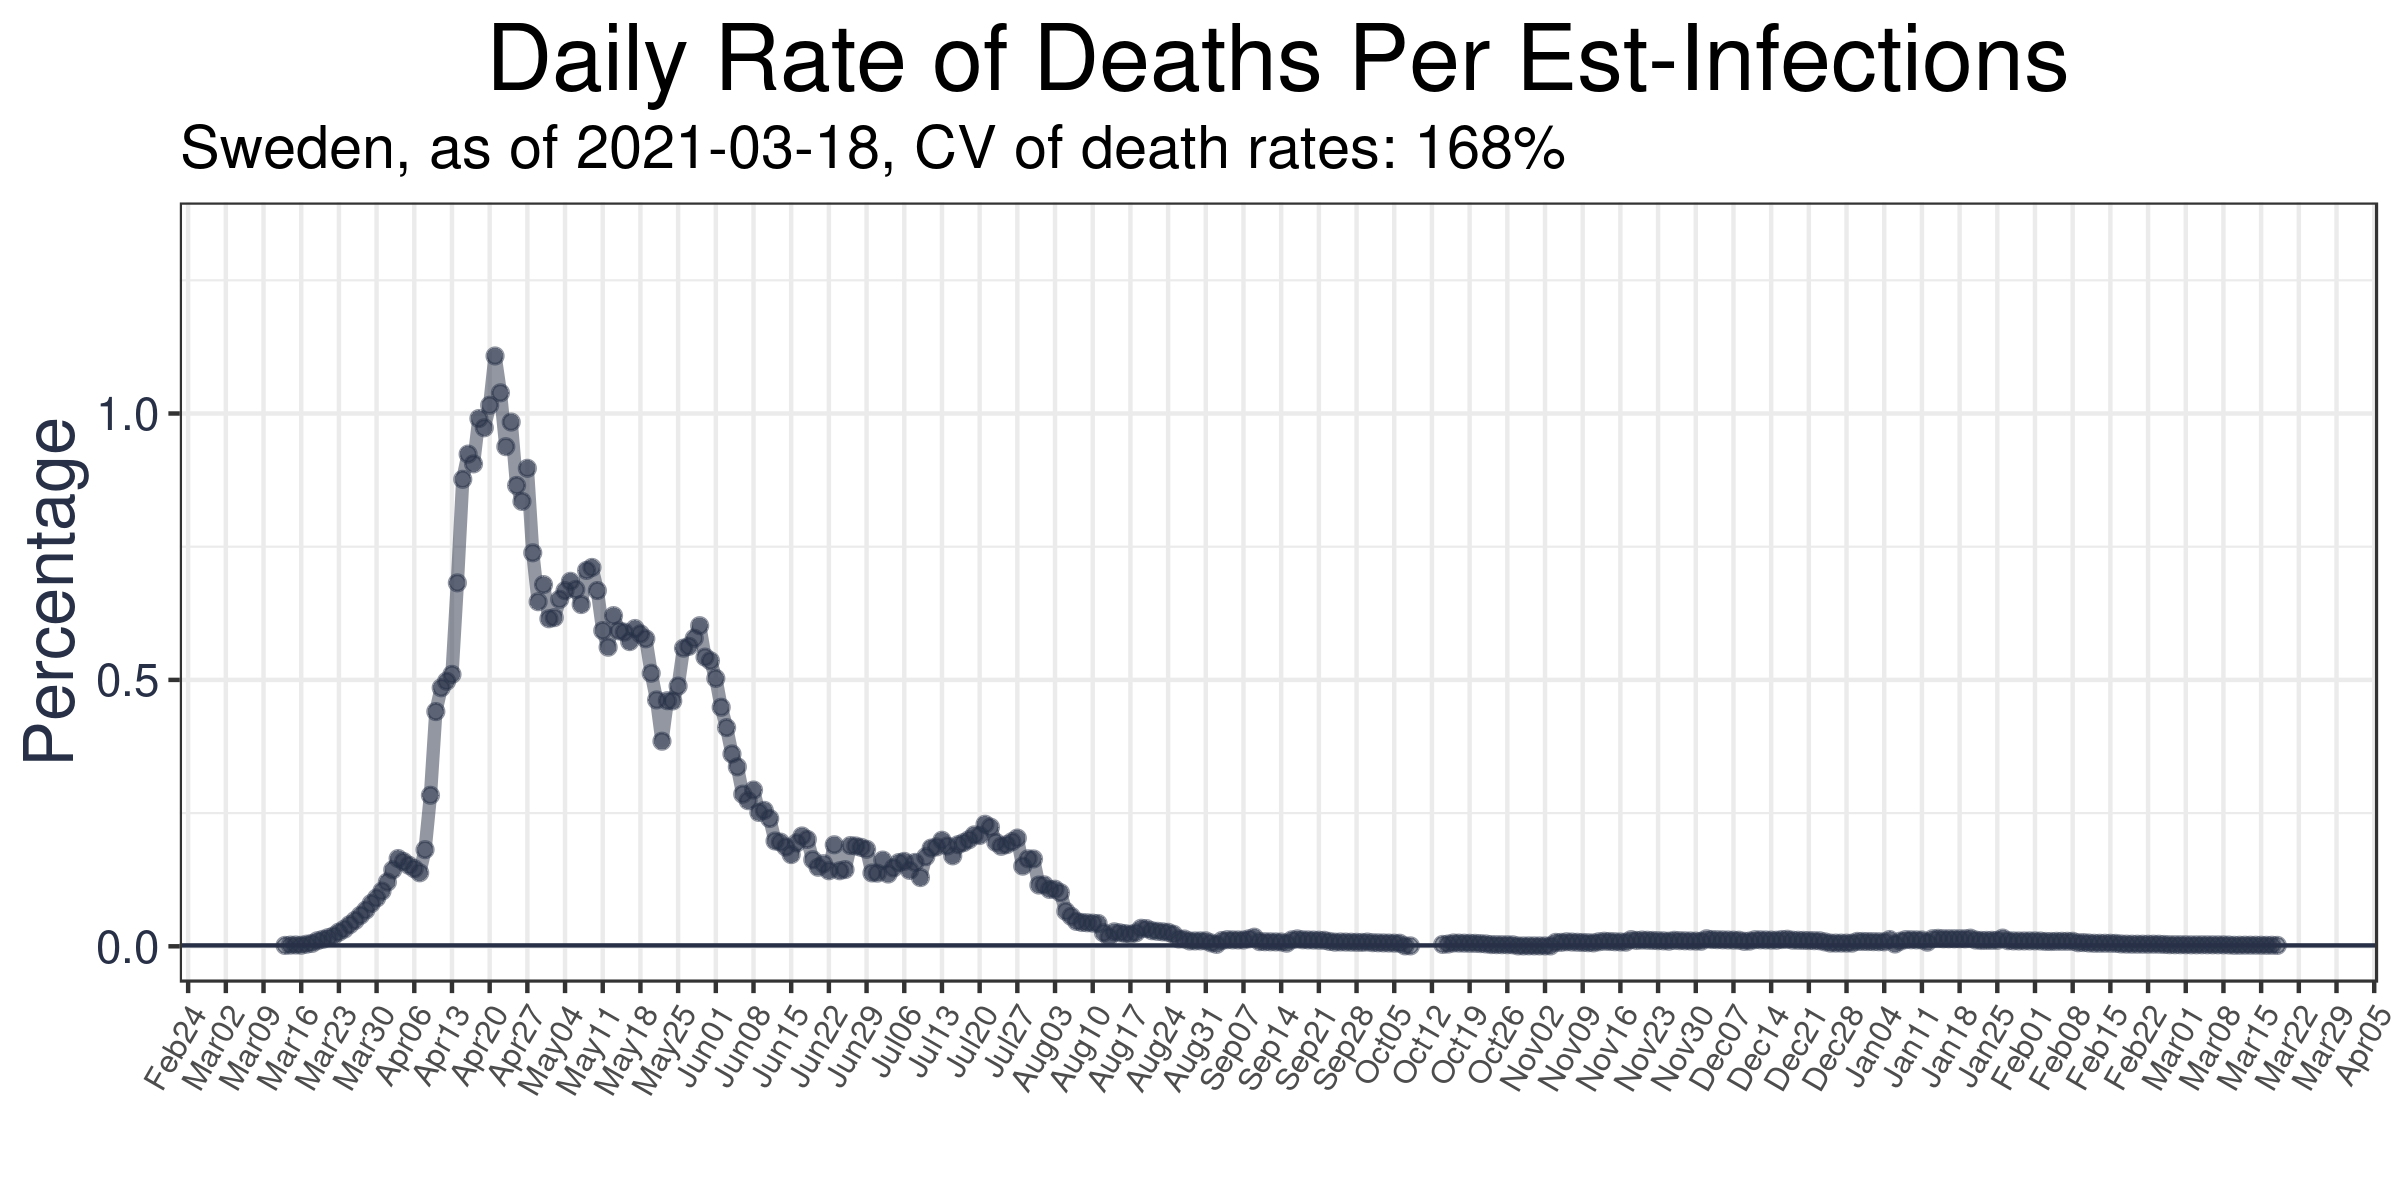 Daily Rate of Deaths Per Est-Infections
Sweden, as of 2021-03-18, CV of death rates: 168%
Percentage
1.0
0.5
0.0
Feb24
Mar02
Mar09
Mar16
Mar23
Mar30
Apr06
Apr13
Apr20
Apr27
May04
May11
May18
May25
Jun01
Jun08
Jun15
Jun22
Jun29
Jul06
Jul13
Jul20
Jul27
Aug03
Aug10
Aug17
Aug24
Aug31
Sep07
Sep14
Sep21
Sep28
Oct05
Oct12
Oct19
Oct26
Nov02
Nov09
Nov16
Nov23
Nov30
Dec07
Dec14
Dec21
Dec28
Jan04
Jan11
Jan18
Jan25
Feb01
Feb08
Feb15
Feb22
Mar01
Mar08
Mar15
Mar22
Mar29
Apr05